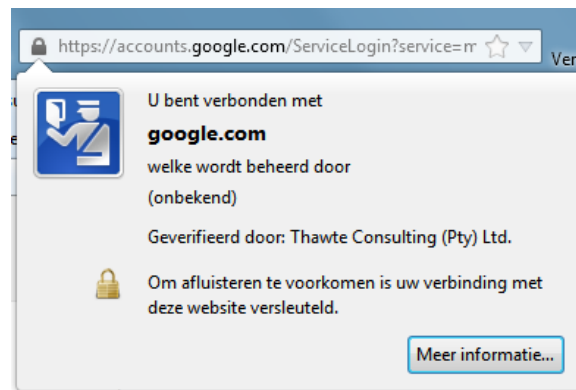 https://accounts.google.com/ServiceLogin?service=m
Ver
U bent verbonden met
google.com
welke wordt beheerd door
(onbekend)
Geverifieerd door: Thawte Consulting (Pty) Ltd.
Om afluisteren te voorkomen is uw verbinding met
deze website versleuteld.
Meer informatie...